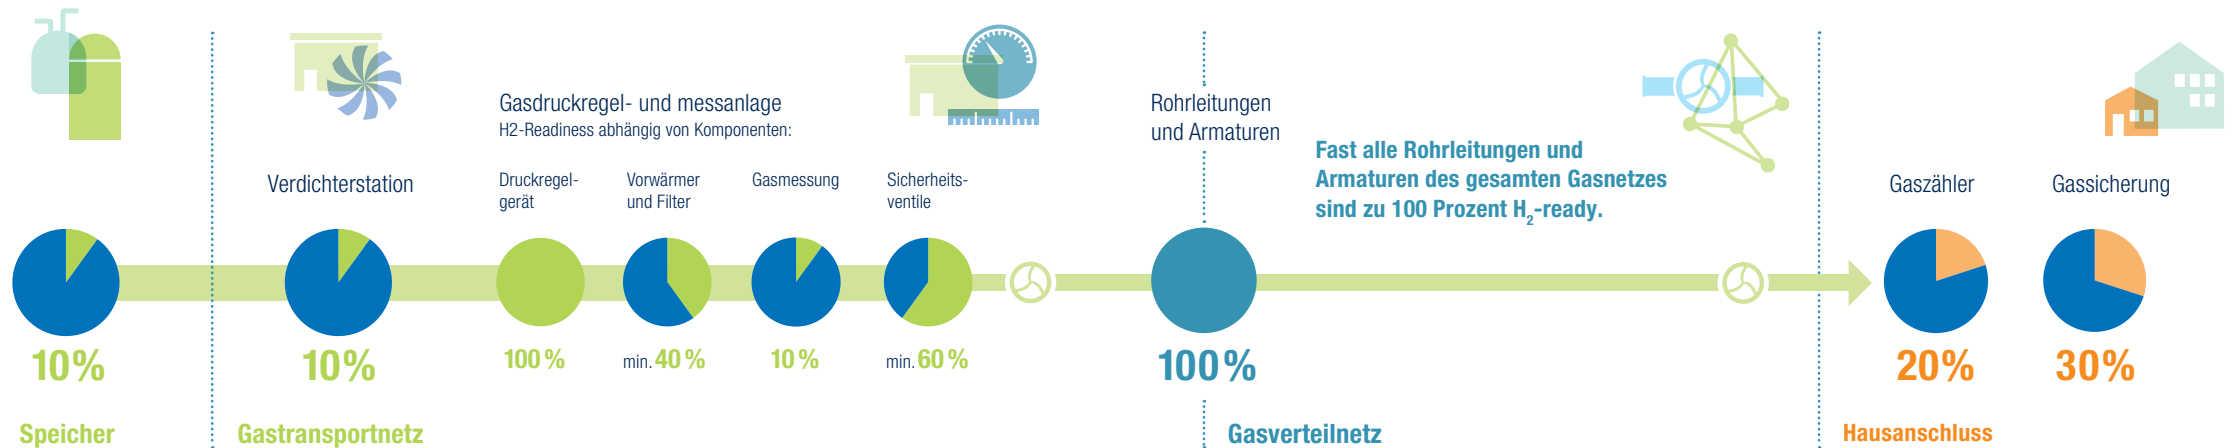 Gasdruckregel- und messanlage
H2-Readiness abhängig von Komponenten:
Rohrleitungen
und Armaturen
Fast alle Rohrleitungen und
Armaturen des gesamten Gasnetzes
sind zu 100 Prozent H2-ready.
Verdichterstation
Druckregel-
gerät
Vorwärmer
und Filter
Gasmessung
Sicherheits-
ventile
Gaszähler
Gassicherung
10%
10%
100%
min. 40%
10%
min. 60%
100%
20%
30%
Speicher
Gastransportnetz
Gasverteilnetz
Hausanschluss